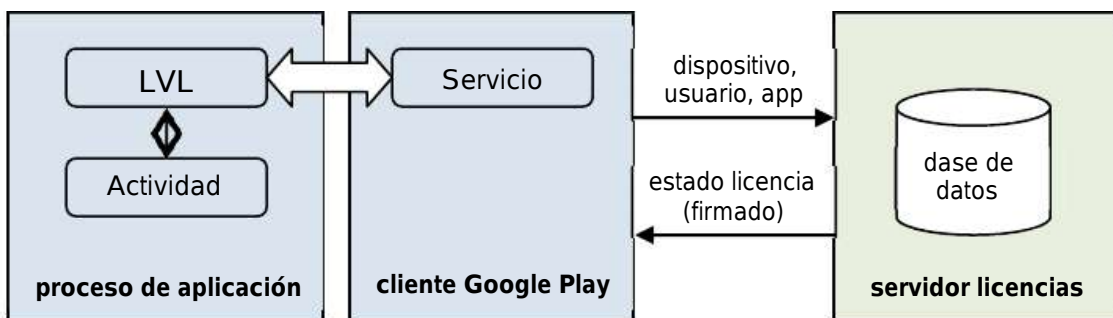 LVL
Actividad
proceso de aplicación
Servicio
cliente Google Play
dispositivo,
usuario, app
estado licencia
(firmado)
dase de
datos
servidor licencias